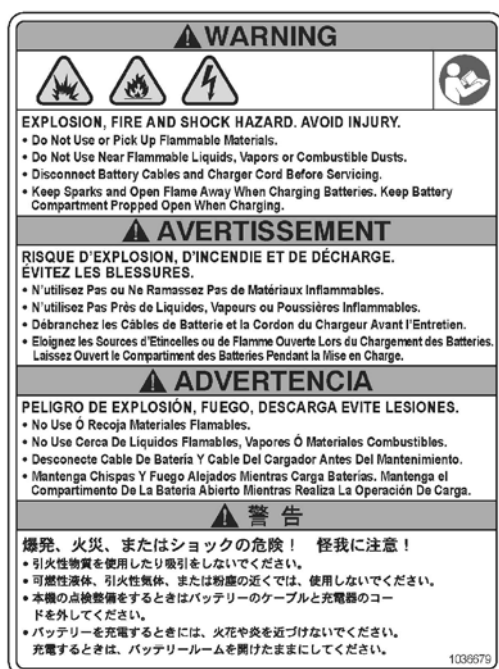 WARNING
EXPLOSION, FIRE AND SHOCK HAZARD. AVOID INJURY.
• Do Not Use or Pick Up Flammable Materials.
• Do Not Use Near Flammable Liquids, Vapors or Combustible Dusts.
• Disconnect Battery Cables and Charger Cord Before Servicing.
• Keep Sparks and Open Flame Away When Charging Batteries. Keep Battery
Compartment Propped Open When Charging.
AVERTISSEMENT
RISQUE D'EXPLOSION, D'INCENDIE ET DE DÉCHARGE.
ÉVITEZ LES BLESSURES.
• N'utilisez Pas ou Ne Ramassez Pas de Matériaux Inflammables.
• N'utilisez Pas Près de Liquides, Vapeurs ou Poussières Inflammables.
• Débranchez les Câbles de Batterie et la Cordon du Chargeur Avant l'Entretien.
• Eloignez les Sources d'Etincelles ou de Flamme Ouverte Lors du Chargement des Batteries.
Laissez Ouvert le Compartiment des Batteries Pendant la Mise en Charge.
ADVERTENCIA
PELIGRO DE EXPLOSIÓN, FUEGO, DESCARGA EVITE LESIONES.
• No Use Ó Recoja Materiales Flamables.
• No Use Cerca De Líquidos Flamables, Vapores Ó Materiales Combustibles.
• Desconecte Cable De Batería Y Cable Del Cargador Antes Del Mantenimiento.
• Mantenga Chispas Y Fuego Alejados Mientras Carga Baterías. Mantenga el
Compartimento De La Bateria Abierto Mientras Realiza La Operación De Carga.
警告
爆発、火災、またはショックの危険! 怪我に注意!
• 引火性物質を使用したり吸引をしないでください。
• 可燃性液体、引火性気体、または粉塵の近くでは、使用しないでください。
• 本機の点検整備をするときはバッテリーのケーブルと充電器のコー
ドを外してください。
• バッテリーを充電するときには、火花や炎を近づけないでください。
充電するときは、バッテリールームを開けたままにしてください。
1036679